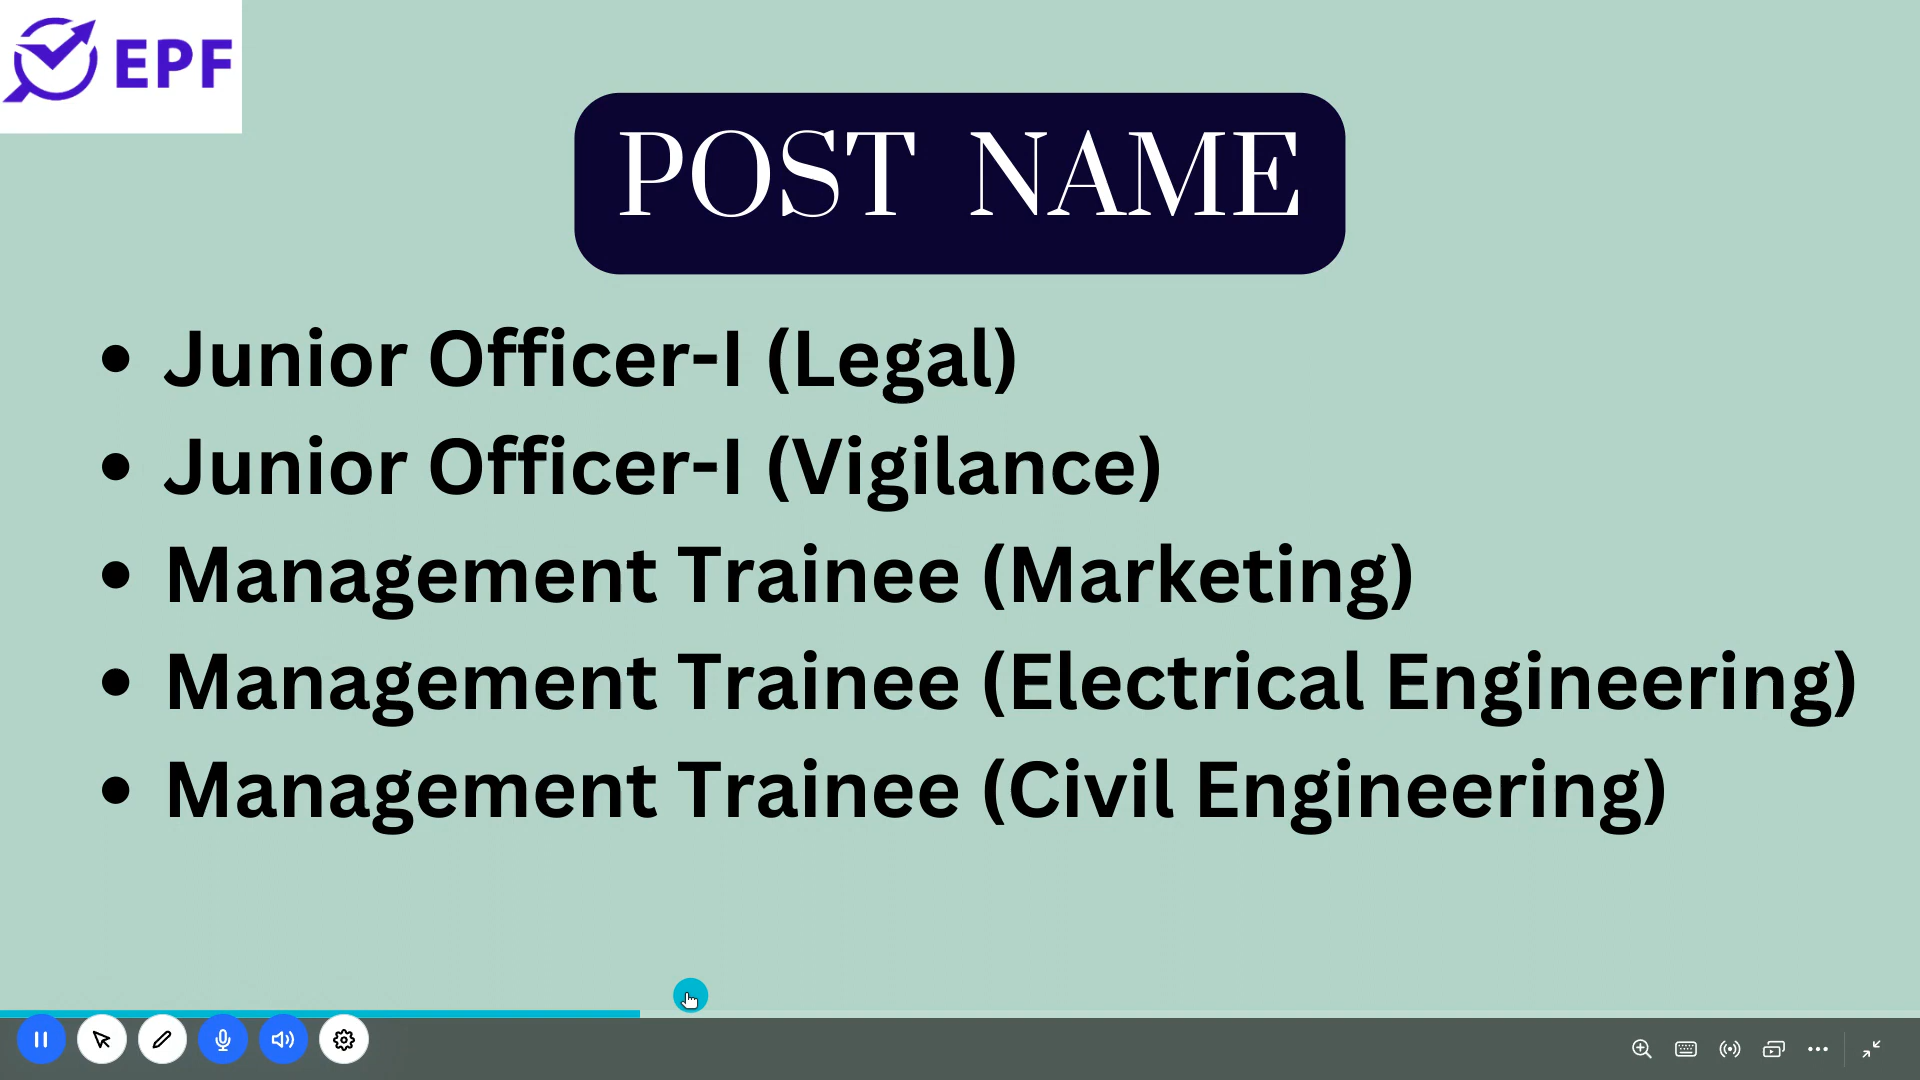 EPF
POST NAME
• Junior Officer-I (Legal)
• Junior Officer-I (Vigilance)
• Management Trainee (Marketing)
• Management Trainee (Electrical Engineering)
• Management Trainee (Civil Engineering)